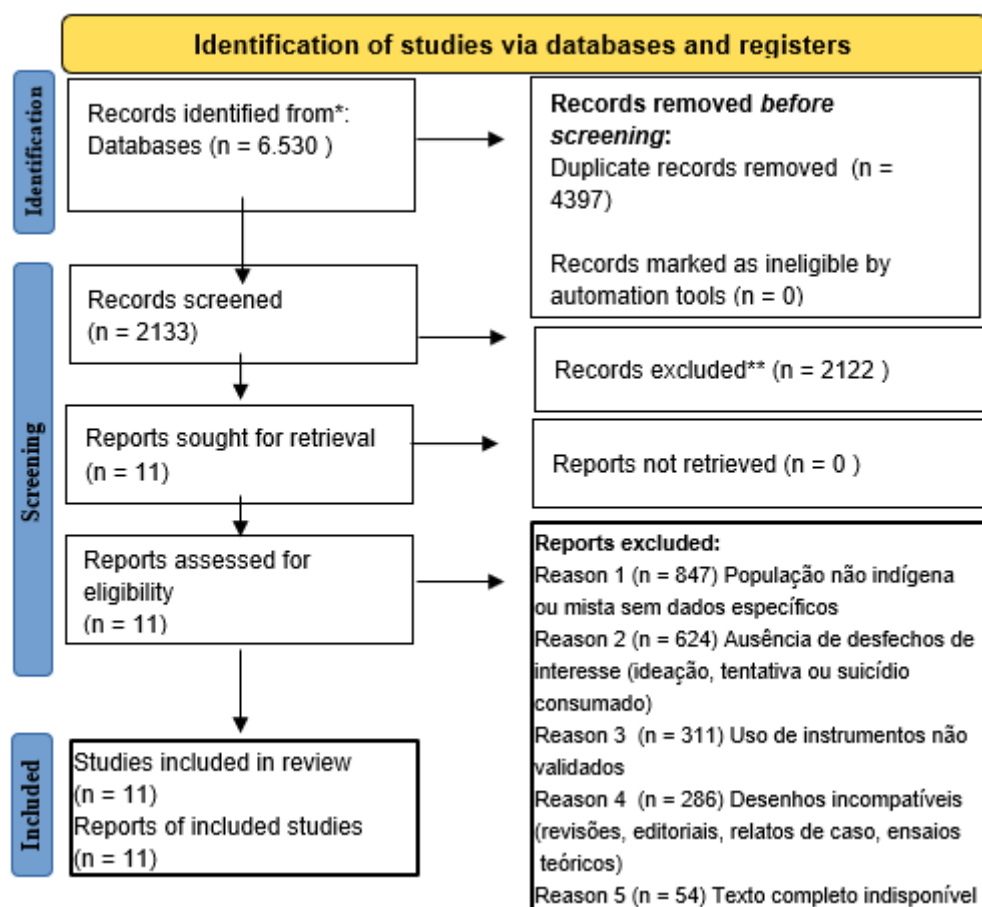 Identification of studies via databases and registers
Identification
Records identified from*:
Databases (n = 6.530 )
Records removed before
screening:
Duplicate records removed (n =
4397)
Records marked as ineligible by
automation tools (n = 0)
Screening
Records screened
(n = 2133)
Records excluded** (n = 2122 )
Reports sought for retrieval
(n = 11)
Reports not retrieved (n = 0 )
Reports assessed for
eligibility
(n = 11)
Reports excluded:
Reason 1 (n = 847) População não indígena
ou mista sem dados específicos
Reason 2 (n = 624) Ausência de desfechos de
interesse (ideação, tentativa ou suicídio
consumado)
Reason 3 (n = 311) Uso de instrumentos não
validados
Reason 4 (n = 286) Desenhos incompatíveis
(revisões, editoriais, relatos de caso, ensaios
teóricos)
Reason 5 (n = 54) Texto completo indisponível
Included
Studies included in review
(n = 11)
Reports of included studies
(n = 11)